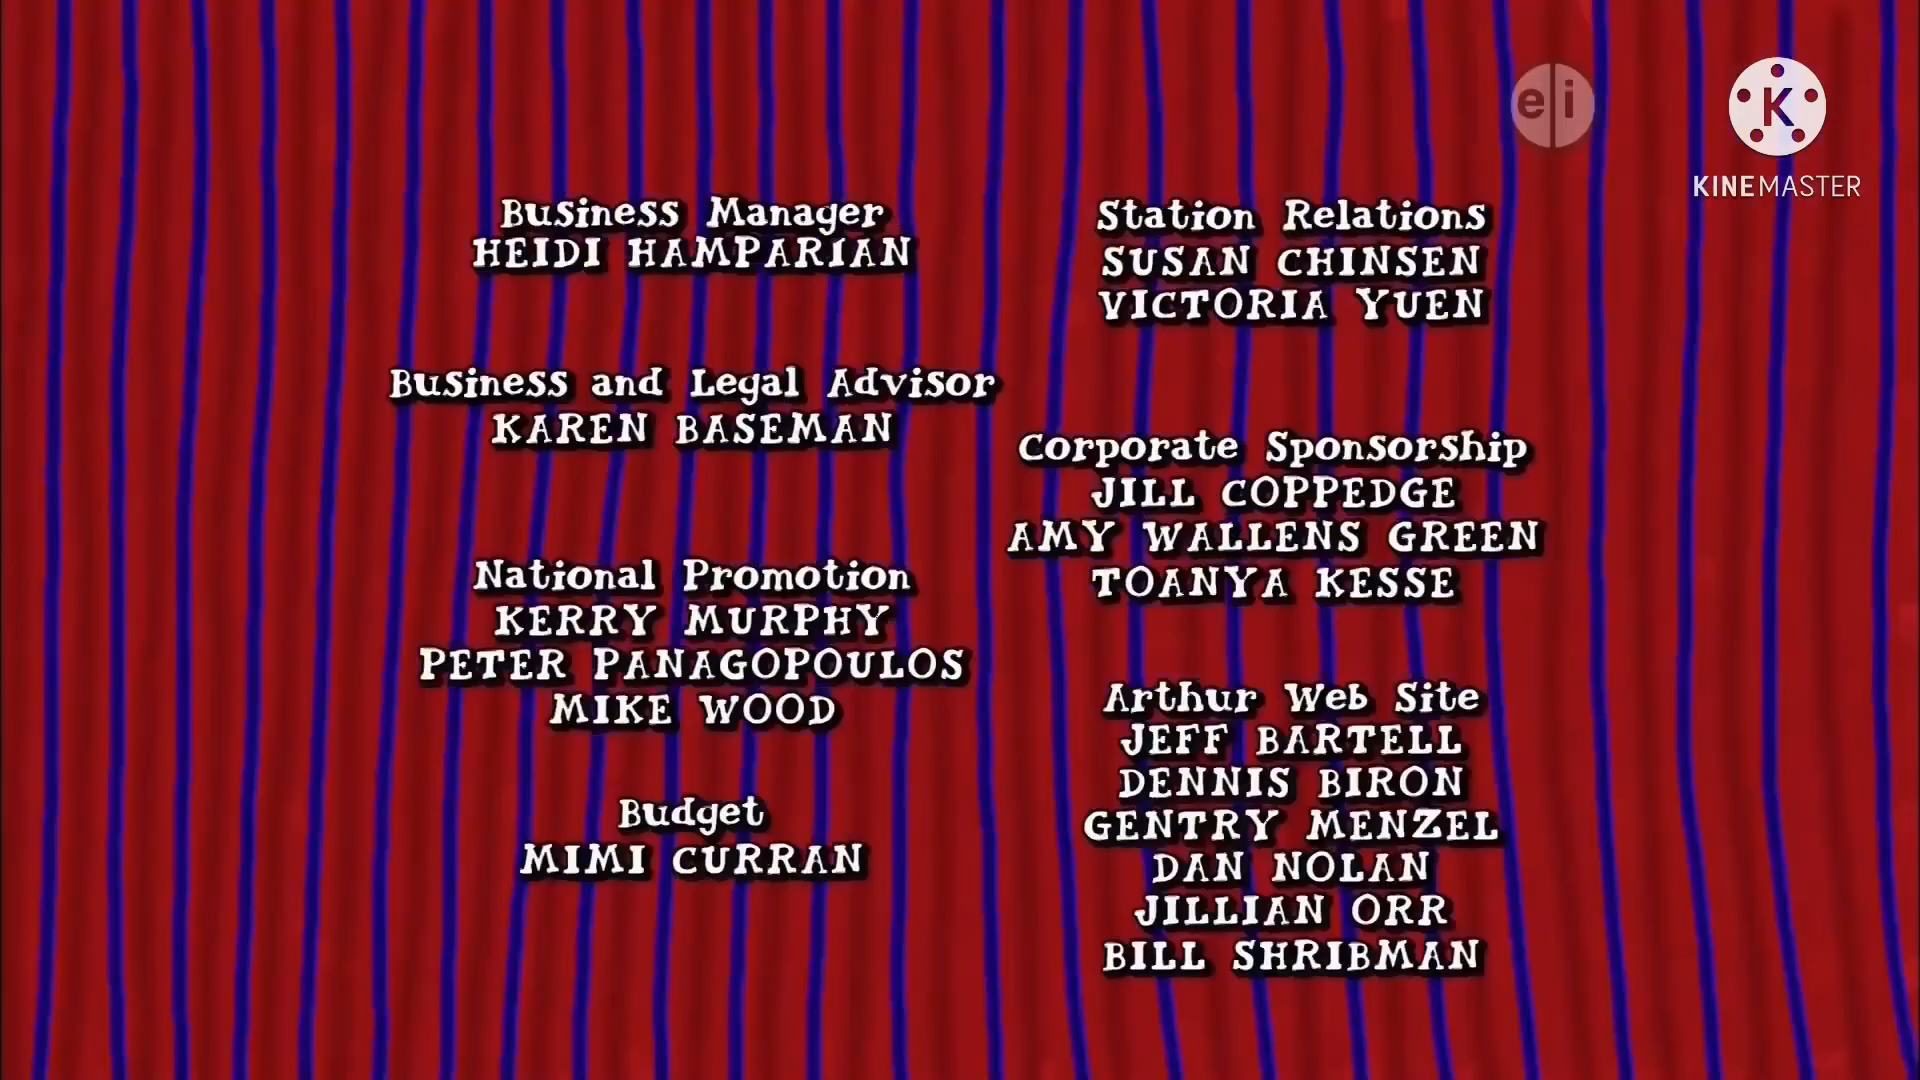 Business Manager
HEIDI HAMPARIAN
Business and Legal Advisor
KAREN BASEMAN
National Promotion
KERRY MURPHY
PETER PANAGOPOULOS
MIKE WOOD
Budget
MIMI CURRAN
Station Relations
SUSAN CHINSEN
VICTORIA YUEN
Corporate Sponsorship
JILL COPPEDGE
AMY WALLENS GREEN
TOANYA KESSE
Arthur Web Site
JEFF BARTELL
DENNIS BIRON
GENTRY MENZEL
DAN NOLAN
JILLIAN ORR
BILL SHRIBMAN
e i
K
KINEMASTER